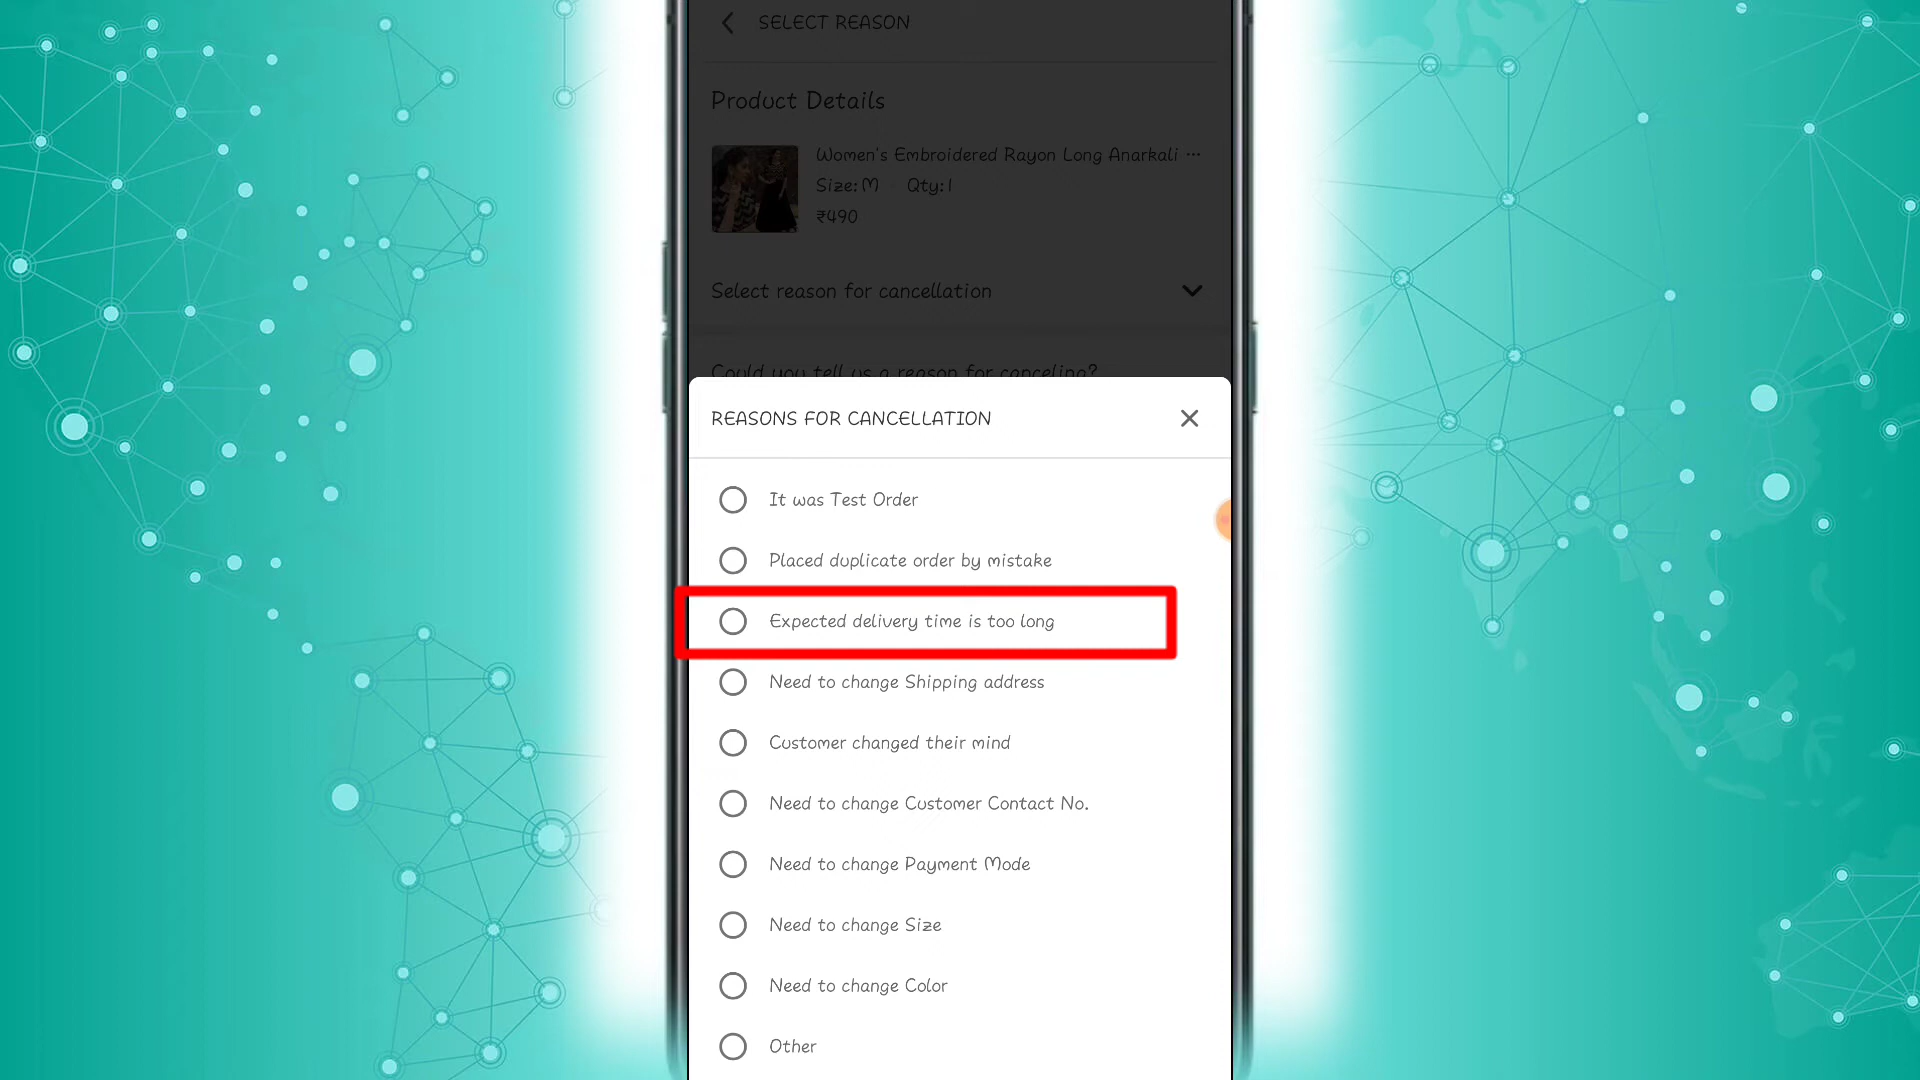 SELECT REASON
Product Details
Women's Embroidered Rayon Long Anarkali ...
Size: M Qty: 1
₹490
Select reason for cancellation
Could you tell us a reason for canceling?
REASONS FOR CANCELLATION
It was Test Order
Placed duplicate order by mistake
Expected delivery time is too long
Need to change Shipping address
Customer changed their mind
Need to change Customer Contact No.
Need to change Payment Mode
Need to change Size
Need to change Color
Other